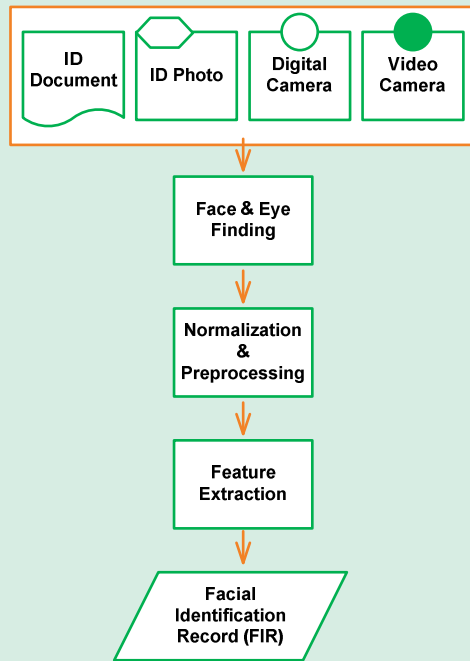 ID
Document
ID Photo
Digital
Camera
Video
Camera
Face & Eye
Finding
Normalization
&
Preprocessing
Feature
Extraction
Facial
Identification
Record (FIR)